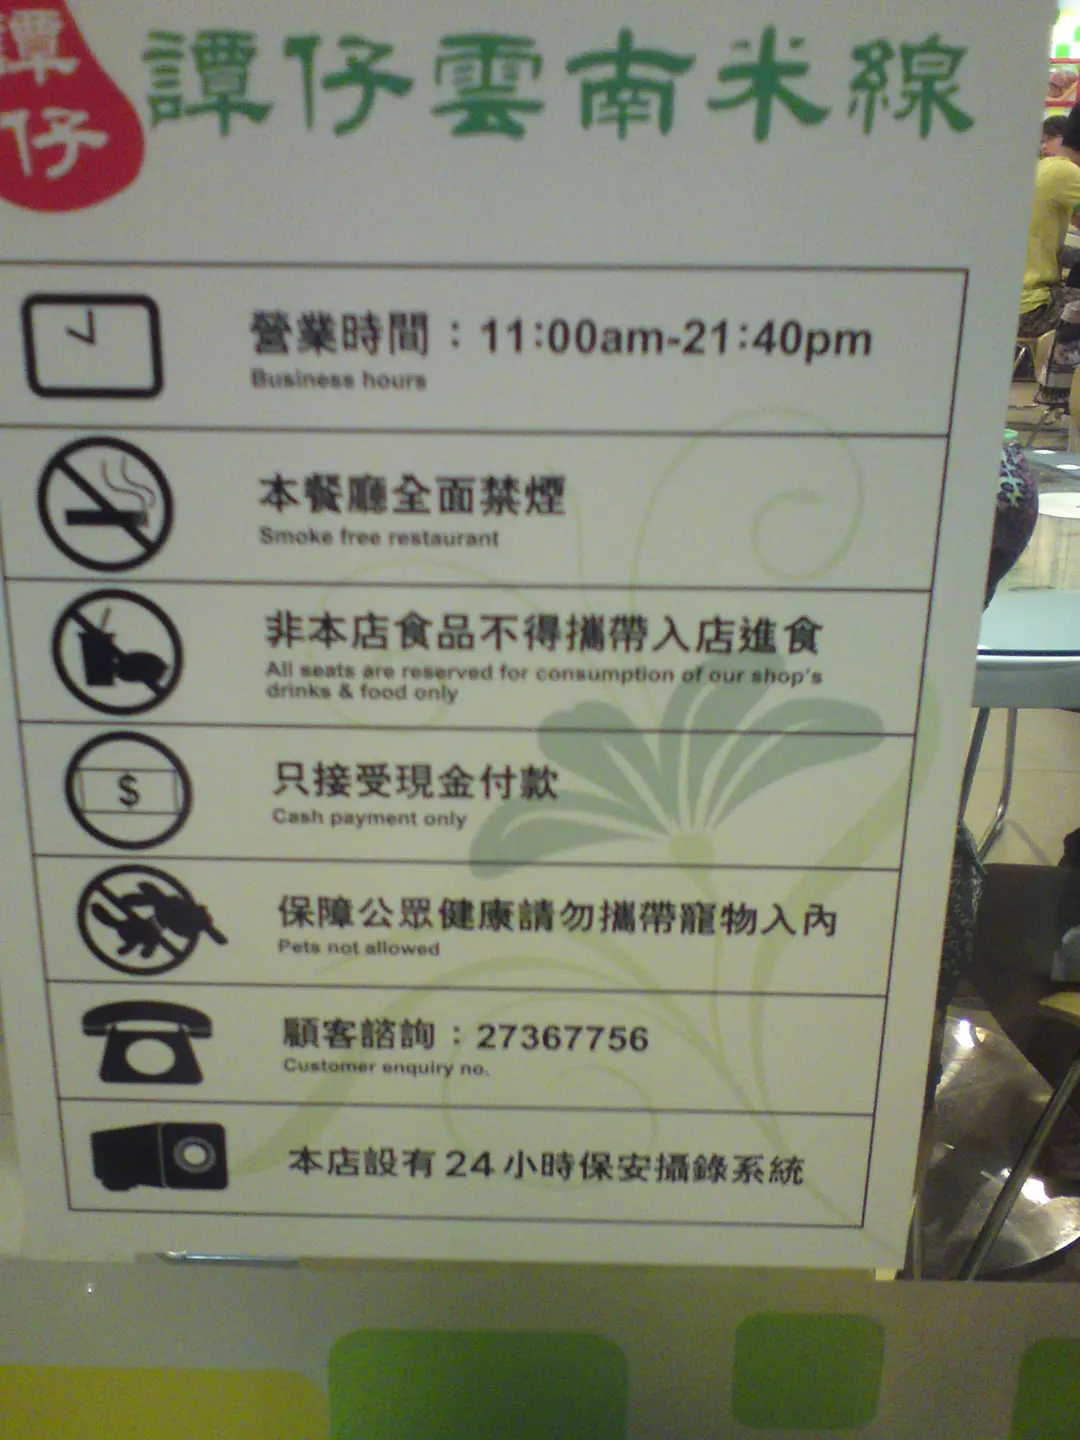 譚仔
譚仔雲南米線
營業時間：11:00am-21:40pm
Business hours
本餐廳全面禁煙
Smoke free restaurant
非本店食品不得攜帶入店進食
All seats are reserved for consumption of our shop's
drinks & food only
$
只接受現金付款
Cash payment only
保障公眾健康請勿攜帶寵物入內
Pets not allowed
顧客諮詢：27367756
Customer enquiry no.
本店設有24小時保安攝錄系統